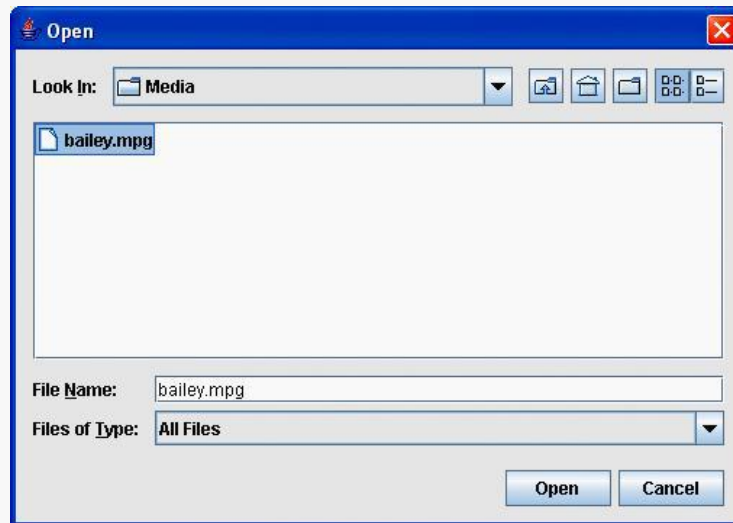 Open
Look In: Media
bailey.mpg
File Name: bailey.mpg
Files of Type: All Files
Open Cancel